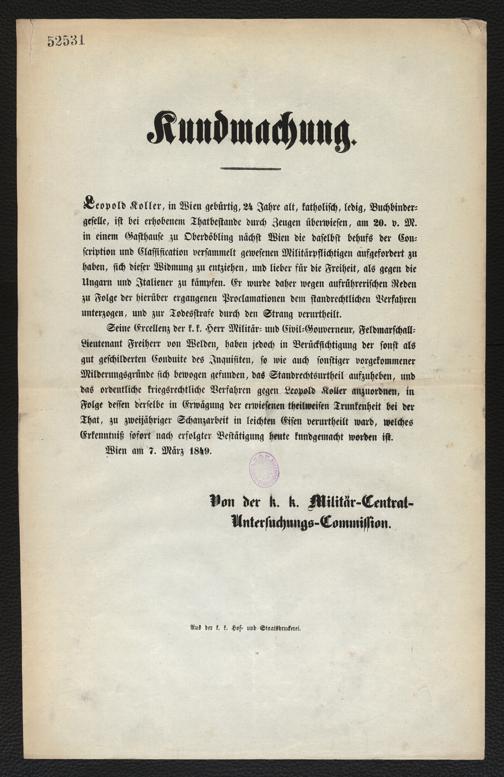 52531
Kundmachung.
Leopold Koller, in Wien gebürtig, 24 Jahre alt, katholisch, ledig, Buchbinder-
geselle, ist bei erhobenem Thatbestande durch Zeugen überwiesen, am 20. v. M.
in einem Gasthause zu Oberdöbling nächst Wien die daselbst behufs der Con-
scription und Classification versammelt gewesenen Militärpflichtigen aufgefordert zu
haben, sich dieser Widmung zu entziehen, und lieber für die Freiheit, als gegen die
Ungarn und Italiener zu kämpfen. Er wurde daher wegen aufrührerischen Reden
zu Folge der hierüber ergangenen Proclamationen dem standrechtlichen Verfahren
unterzogen, und zur Todesstrafe durch den Strang verurtheilt.
Seine Excellenz der k. k. Herr Militär- und Civil-Gouverneur, Feldmarschall-
Lieutenant Freiherr von Welden, haben jedoch in Berücksichtigung der sonst als
gut geschilderten Conduite des Inquisiten, so wie auch sonstiger vorgekommener
Milderungsgründe sich bewogen gefunden, das Standrechtsurtheil aufzuheben, und
das ordentliche kriegsrechtliche Verfahren gegen Leopold Koller anzuordnen, in
Folge dessen derselbe in Erwägung der erwiesenen theilweisen Trunkenheit bei der
That, zu zweijähriger Schanzarbeit in leichten Eisen verurtheilt ward, welches
Erkenntniß sofort nach erfolgter Bestätigung heute kundgemacht worden ist.
Wien am 7. März 1849.
Von der k. k. Militär-Central-
Untersuchungs-Commission.
Aus der k. k. Hof- und Staatsdruckerei.